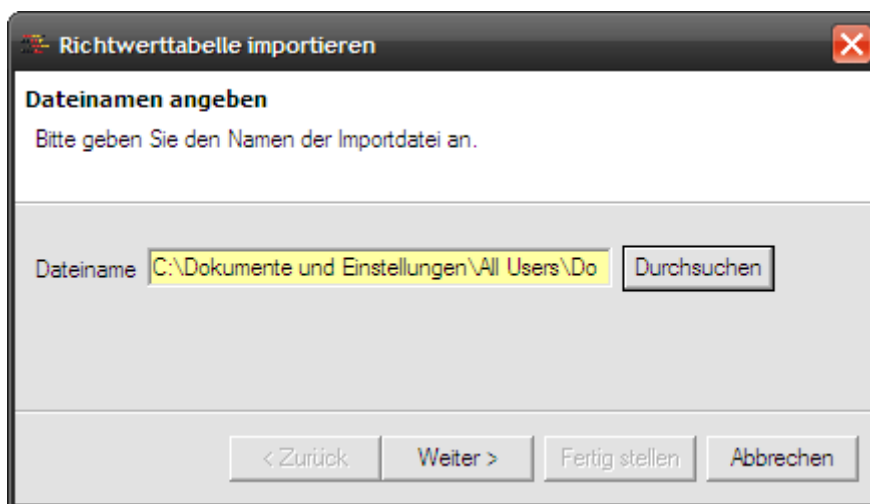 Richtwerttabelle importieren
Dateinamen angeben
Bitte geben Sie den Namen der Importdatei an.
Dateiname C:\Dokumente und Einstellungen\All Users\Do Durchsuchen
< Zurück Weiter > Fertig stellen Abbrechen